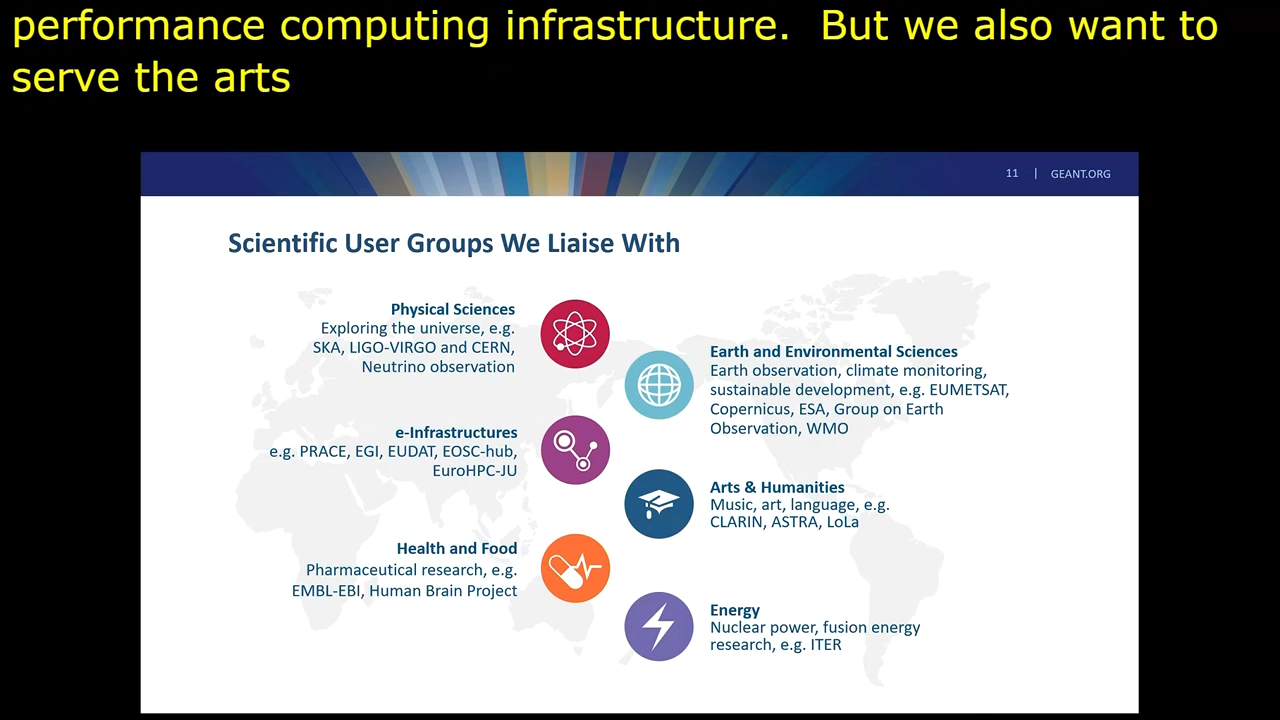 performance computing infrastructure.  But we also want to
serve the arts
11 | GEANT.ORG
Scientific User Groups We Liaise With
Physical Sciences
Exploring the universe, e.g.
SKA, LIGO-VIRGO and CERN,
Neutrino observation
Earth and Environmental Sciences
Earth observation, climate monitoring,
sustainable development, e.g. EUMETSAT,
Copernicus, ESA, Group on Earth
Observation, WMO
e-Infrastructures
e.g. PRACE, EGI, EUDAT, EOSC-hub,
EuroHPC-JU
Arts & Humanities
Music, art, language, e.g.
CLARIN, ASTRA, LoLa
Health and Food
Pharmaceutical research, e.g.
EMBL-EBI, Human Brain Project
Energy
Nuclear power, fusion energy
research, e.g. ITER